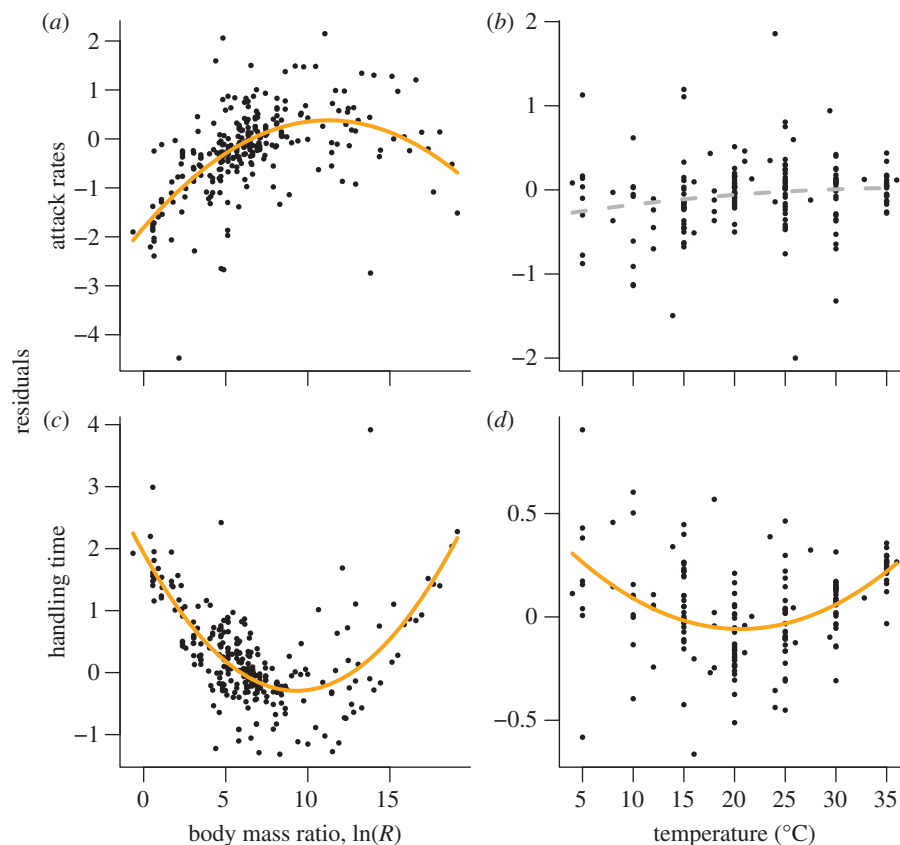 (a)
2
1
0
−1
−2
−3
−4
attack rates
(b)
2
1
0
−1
−2
residuals
(c)
4
3
2
1
0
−1
handling time
0 5 10 15
body mass ratio, ln(R)
(d)
0.5
0
−0.5
5 10 15 20 25 30 35
temperature (°C)